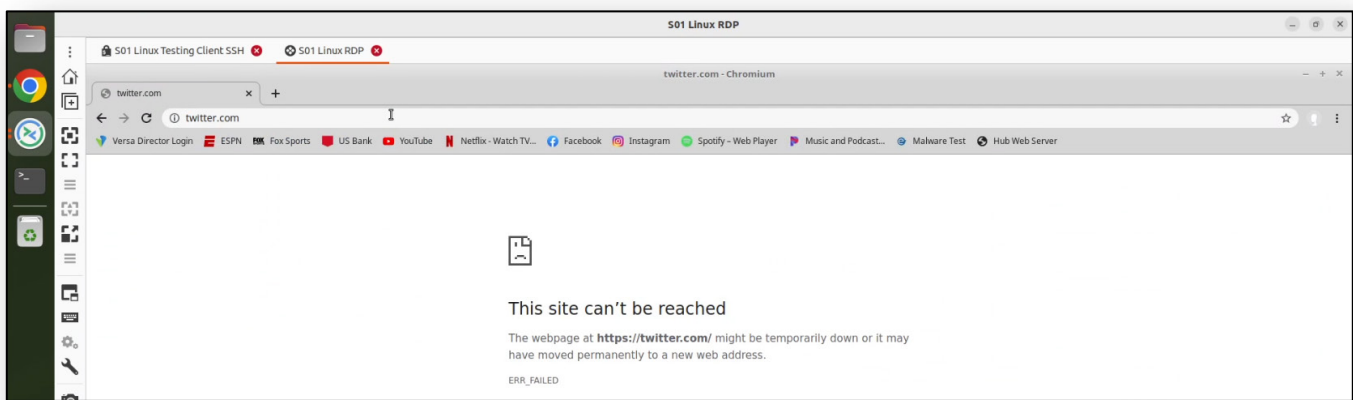 S01 Linux RDP
S01 Linux Testing Client SSH S01 Linux RDP
twitter.com - Chromium
twitter.com
twitter.com
Versa Director Login ESPN Fox Sports US Bank YouTube Netflix - Watch TV... Facebook Instagram Spotify – Web Player Music and Podcast... Malware Test Hub Web Server
This site can’t be reached
The webpage at https://twitter.com/ might be temporarily down or it may
have moved permanently to a new web address.
ERR_FAILED